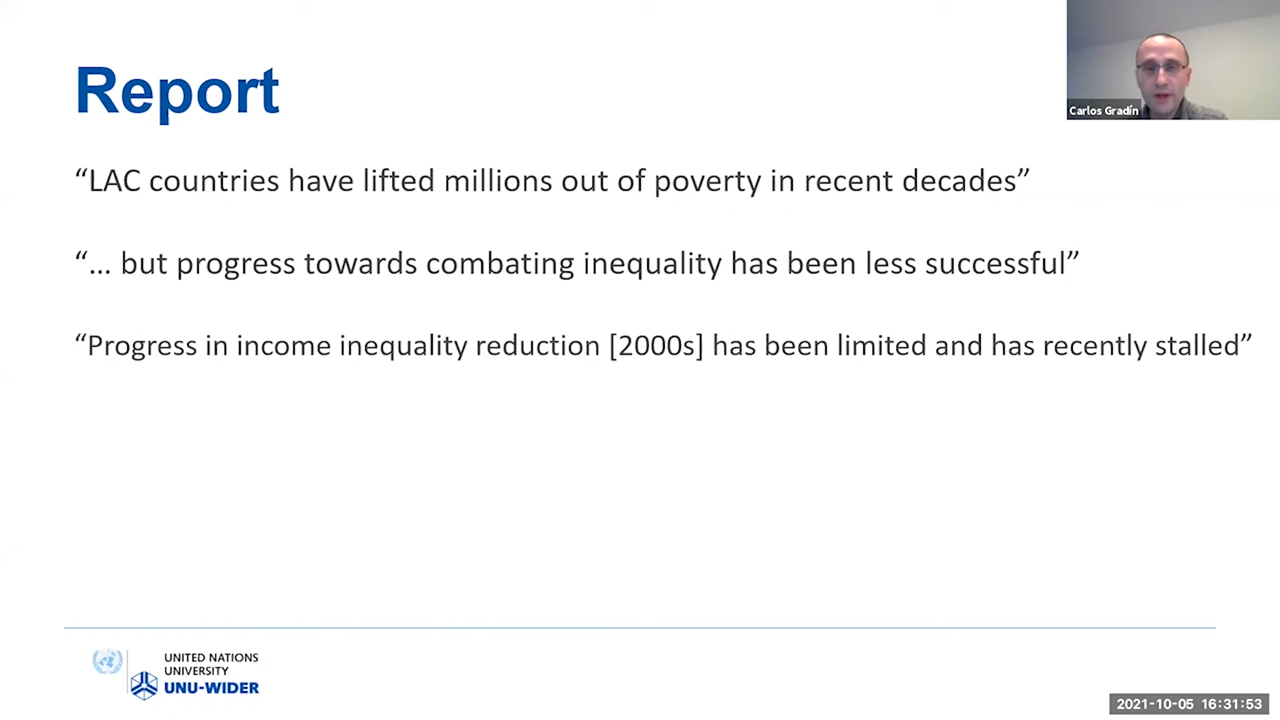 Report
Carlos Gradín
“LAC countries have lifted millions out of poverty in recent decades”
“... but progress towards combating inequality has been less successful”
“Progress in income inequality reduction [2000s] has been limited and has recently stalled”
UNITED NATIONS
UNIVERSITY
UNU-WIDER
2021-10-05 16:31:53